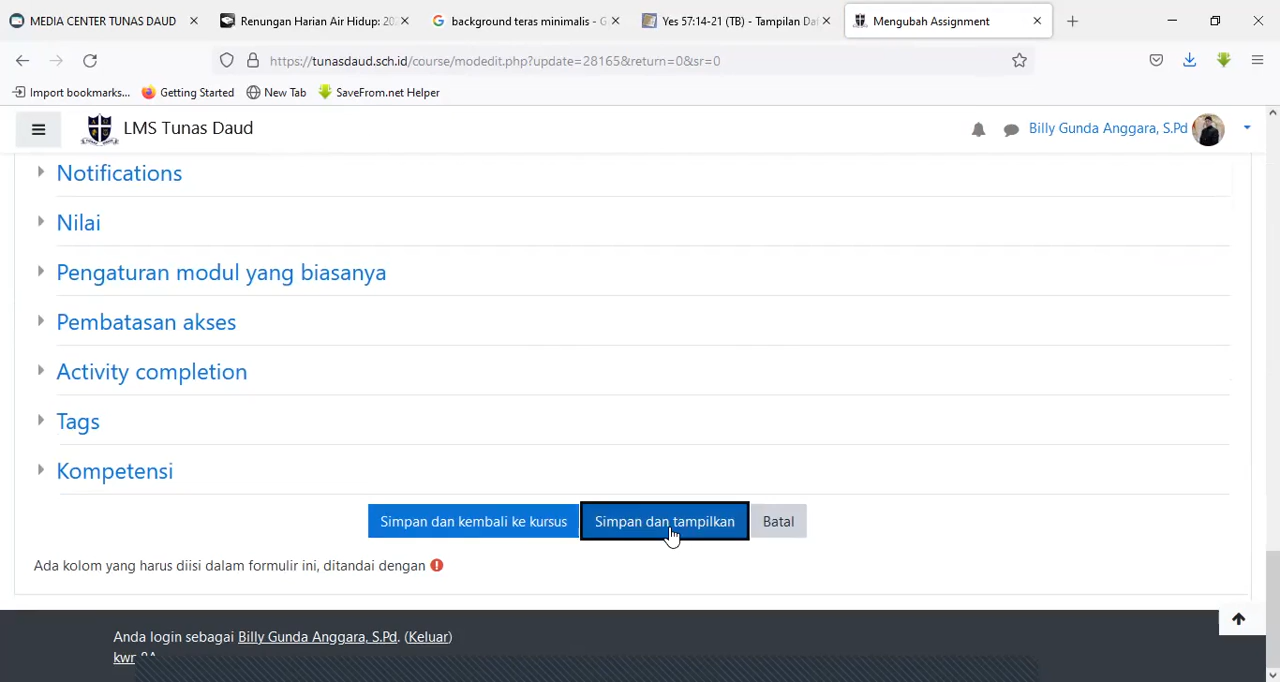 MEDIA CENTER TUNAS DAUD
Renungan Harian Air Hidup: 20
background teras minimalis - G
Yes 57:14-21 (TB) - Tampilan Da
Mengubah Assignment
https://tunasdaud.sch.id/course/modedit.php?update=28165&return=0&sr=0
Import bookmarks...
Getting Started
New Tab
SaveFrom.net Helper
LMS Tunas Daud
Billy Gunda Anggara, S.Pd
Notifications
Nilai
Pengaturan modul yang biasanya
Pembatasan akses
Activity completion
Tags
Kompetensi
Simpan dan kembali ke kursus
Simpan dan tampilkan
Batal
Ada kolom yang harus diisi dalam formulir ini, ditandai dengan
Anda login sebagai Billy Gunda Anggara, S.Pd. (Keluar)
kwr